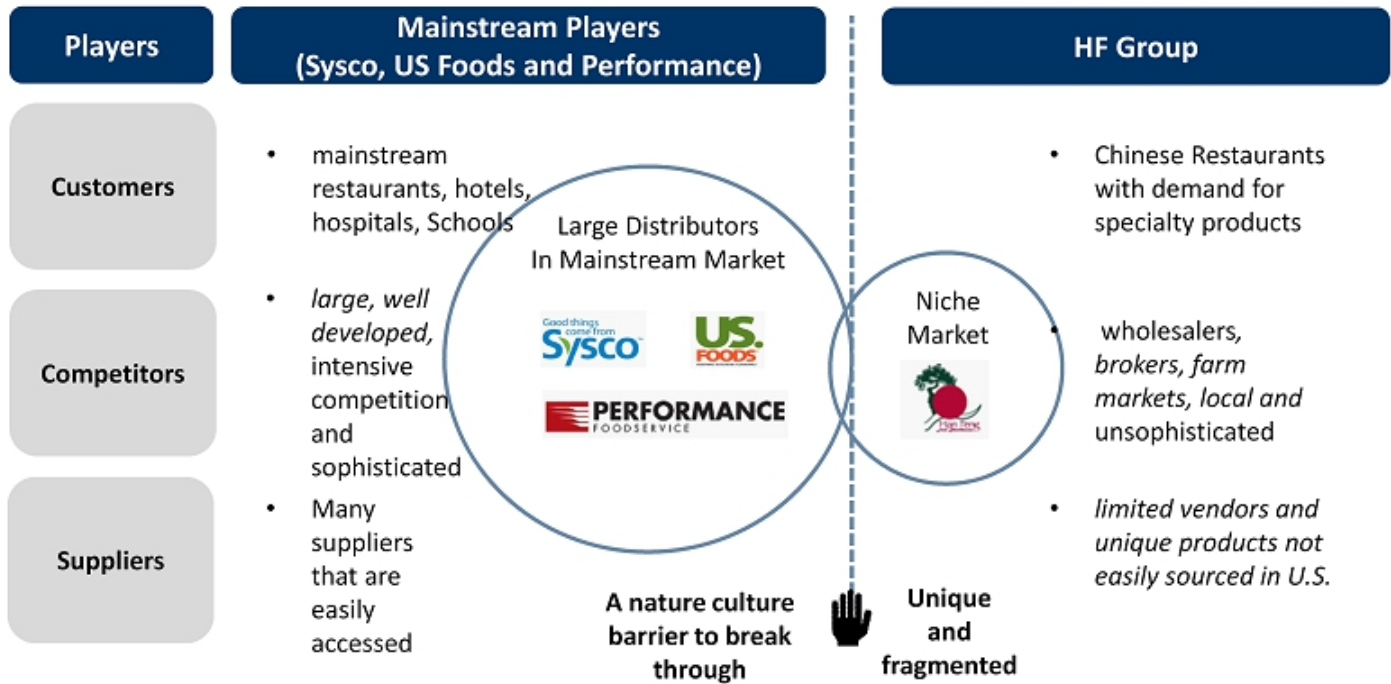 Players
Mainstream Players
(Sysco, US Foods and Performance)
HF Group
Customers
• mainstream
restaurants, hotels,
hospitals, Schools
Large Distributors
In Mainstream Market
• Chinese Restaurants
with demand for
specialty products
Competitors
• large, well
developed,
intensive
competition
and
sophisticated
Good things
come from
Sysco
US.
FOODS
PERFORMANCE
FOODSERVICE
Niche
Market
• wholesalers,
brokers, farm
markets, local and
unsophisticated
Suppliers
• Many
suppliers
that are
easily
accessed
• limited vendors and
unique products not
easily sourced in U.S.
A nature culture
barrier to break
through
Unique
and
fragmented